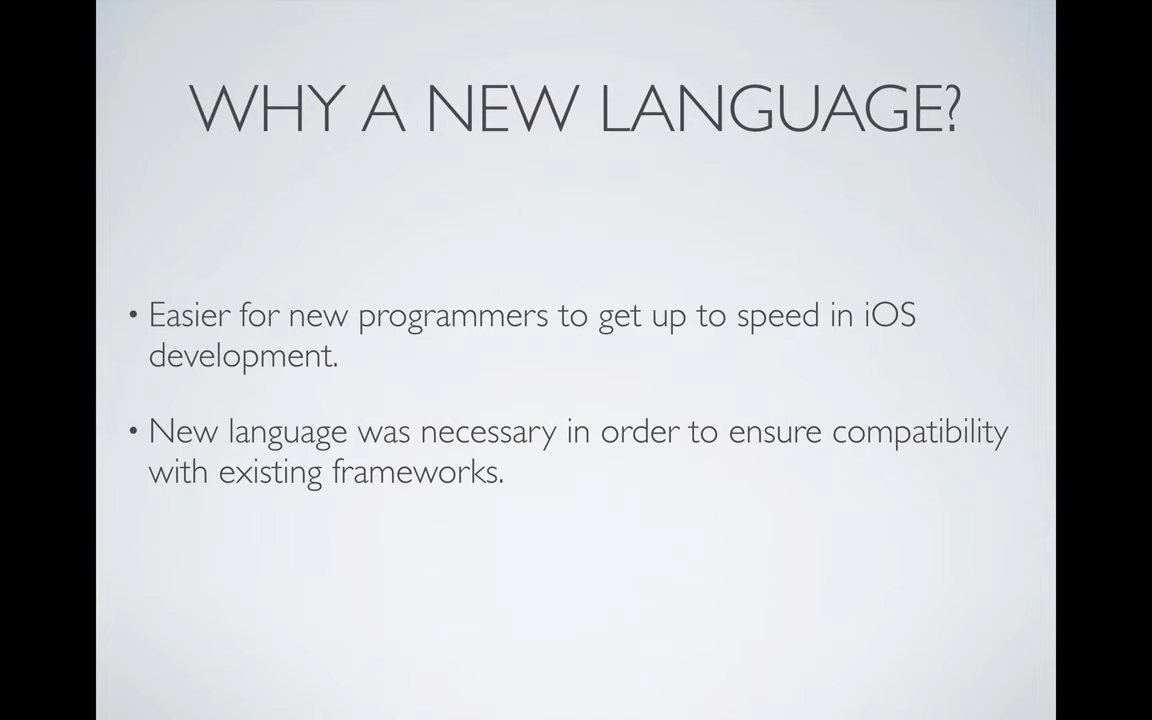 WHY A NEW LANGUAGE?
• Easier for new programmers to get up to speed in iOS
development.
• New language was necessary in order to ensure compatibility
with existing frameworks.